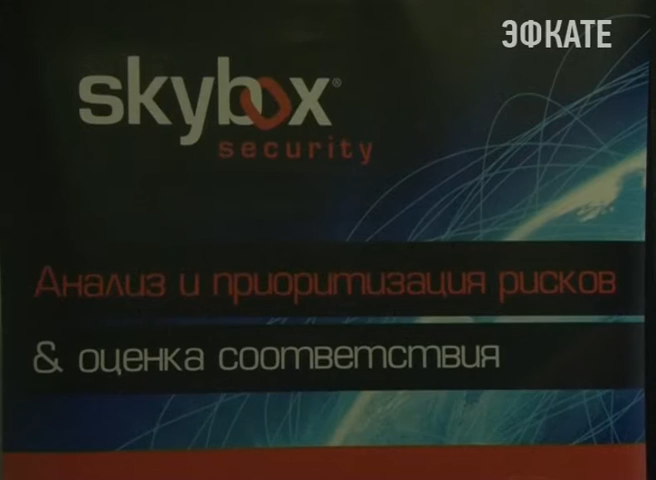 ЭФКАТЕ
skybox®
security
Анализ и приоритизация рисков
& оценка соответствия